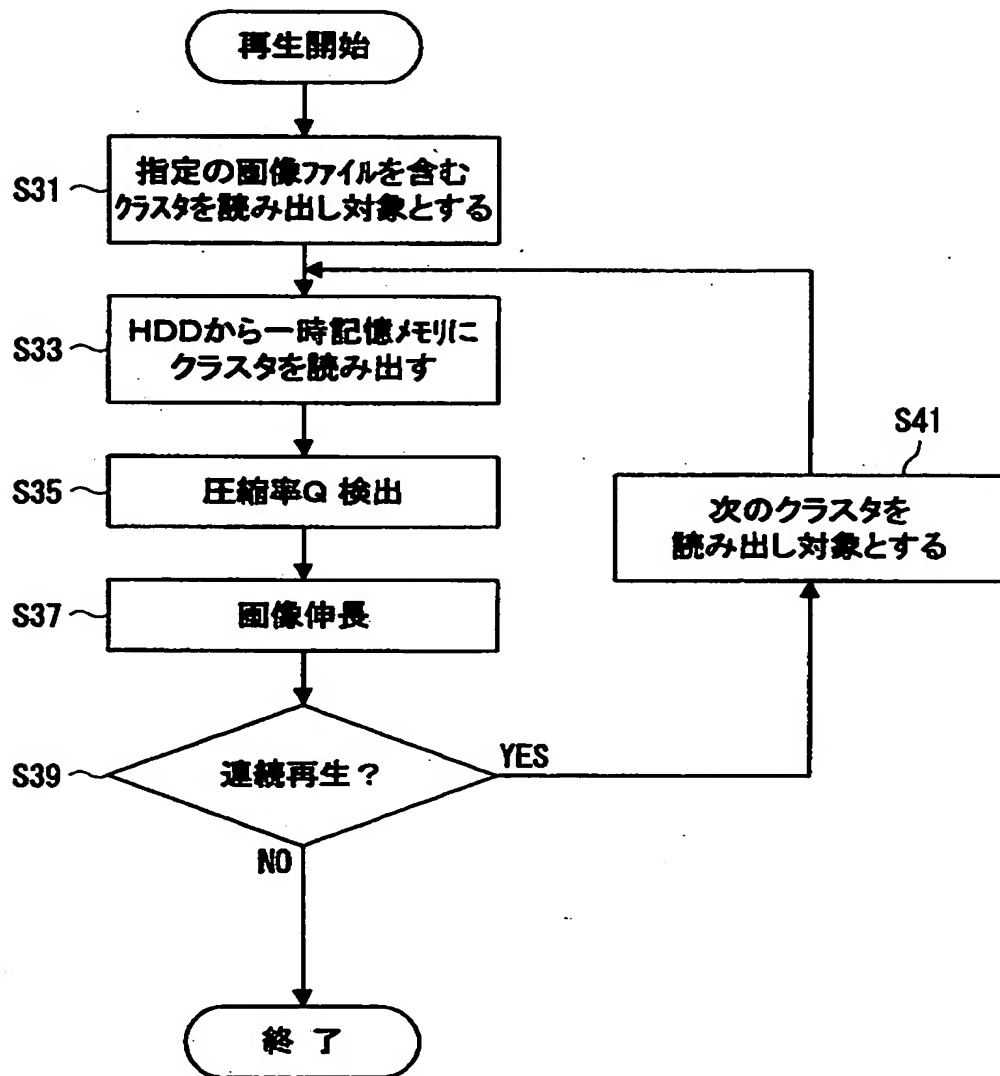 再生開始
S31
指定の画像ファイルを含む
クラスタを読み出し対象とする
S33
HDDから一時記憶メモリに
クラスタを読み出す
S41
次のクラスタを
読み出し対象とする
S35
圧縮率Q 検出
S37
画像伸長
S39
連続再生？
YES
NO
終 了